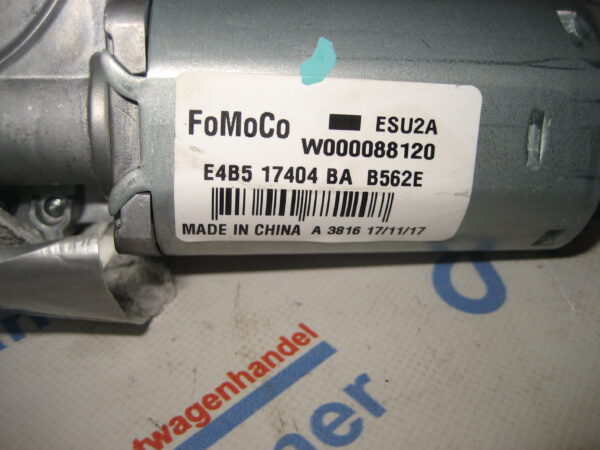 FoMoCo ESU2A
W000088120
E4B5 17404 BA B562E
MADE IN CHINA A 3816 17/11/17
twagenhandel
ner